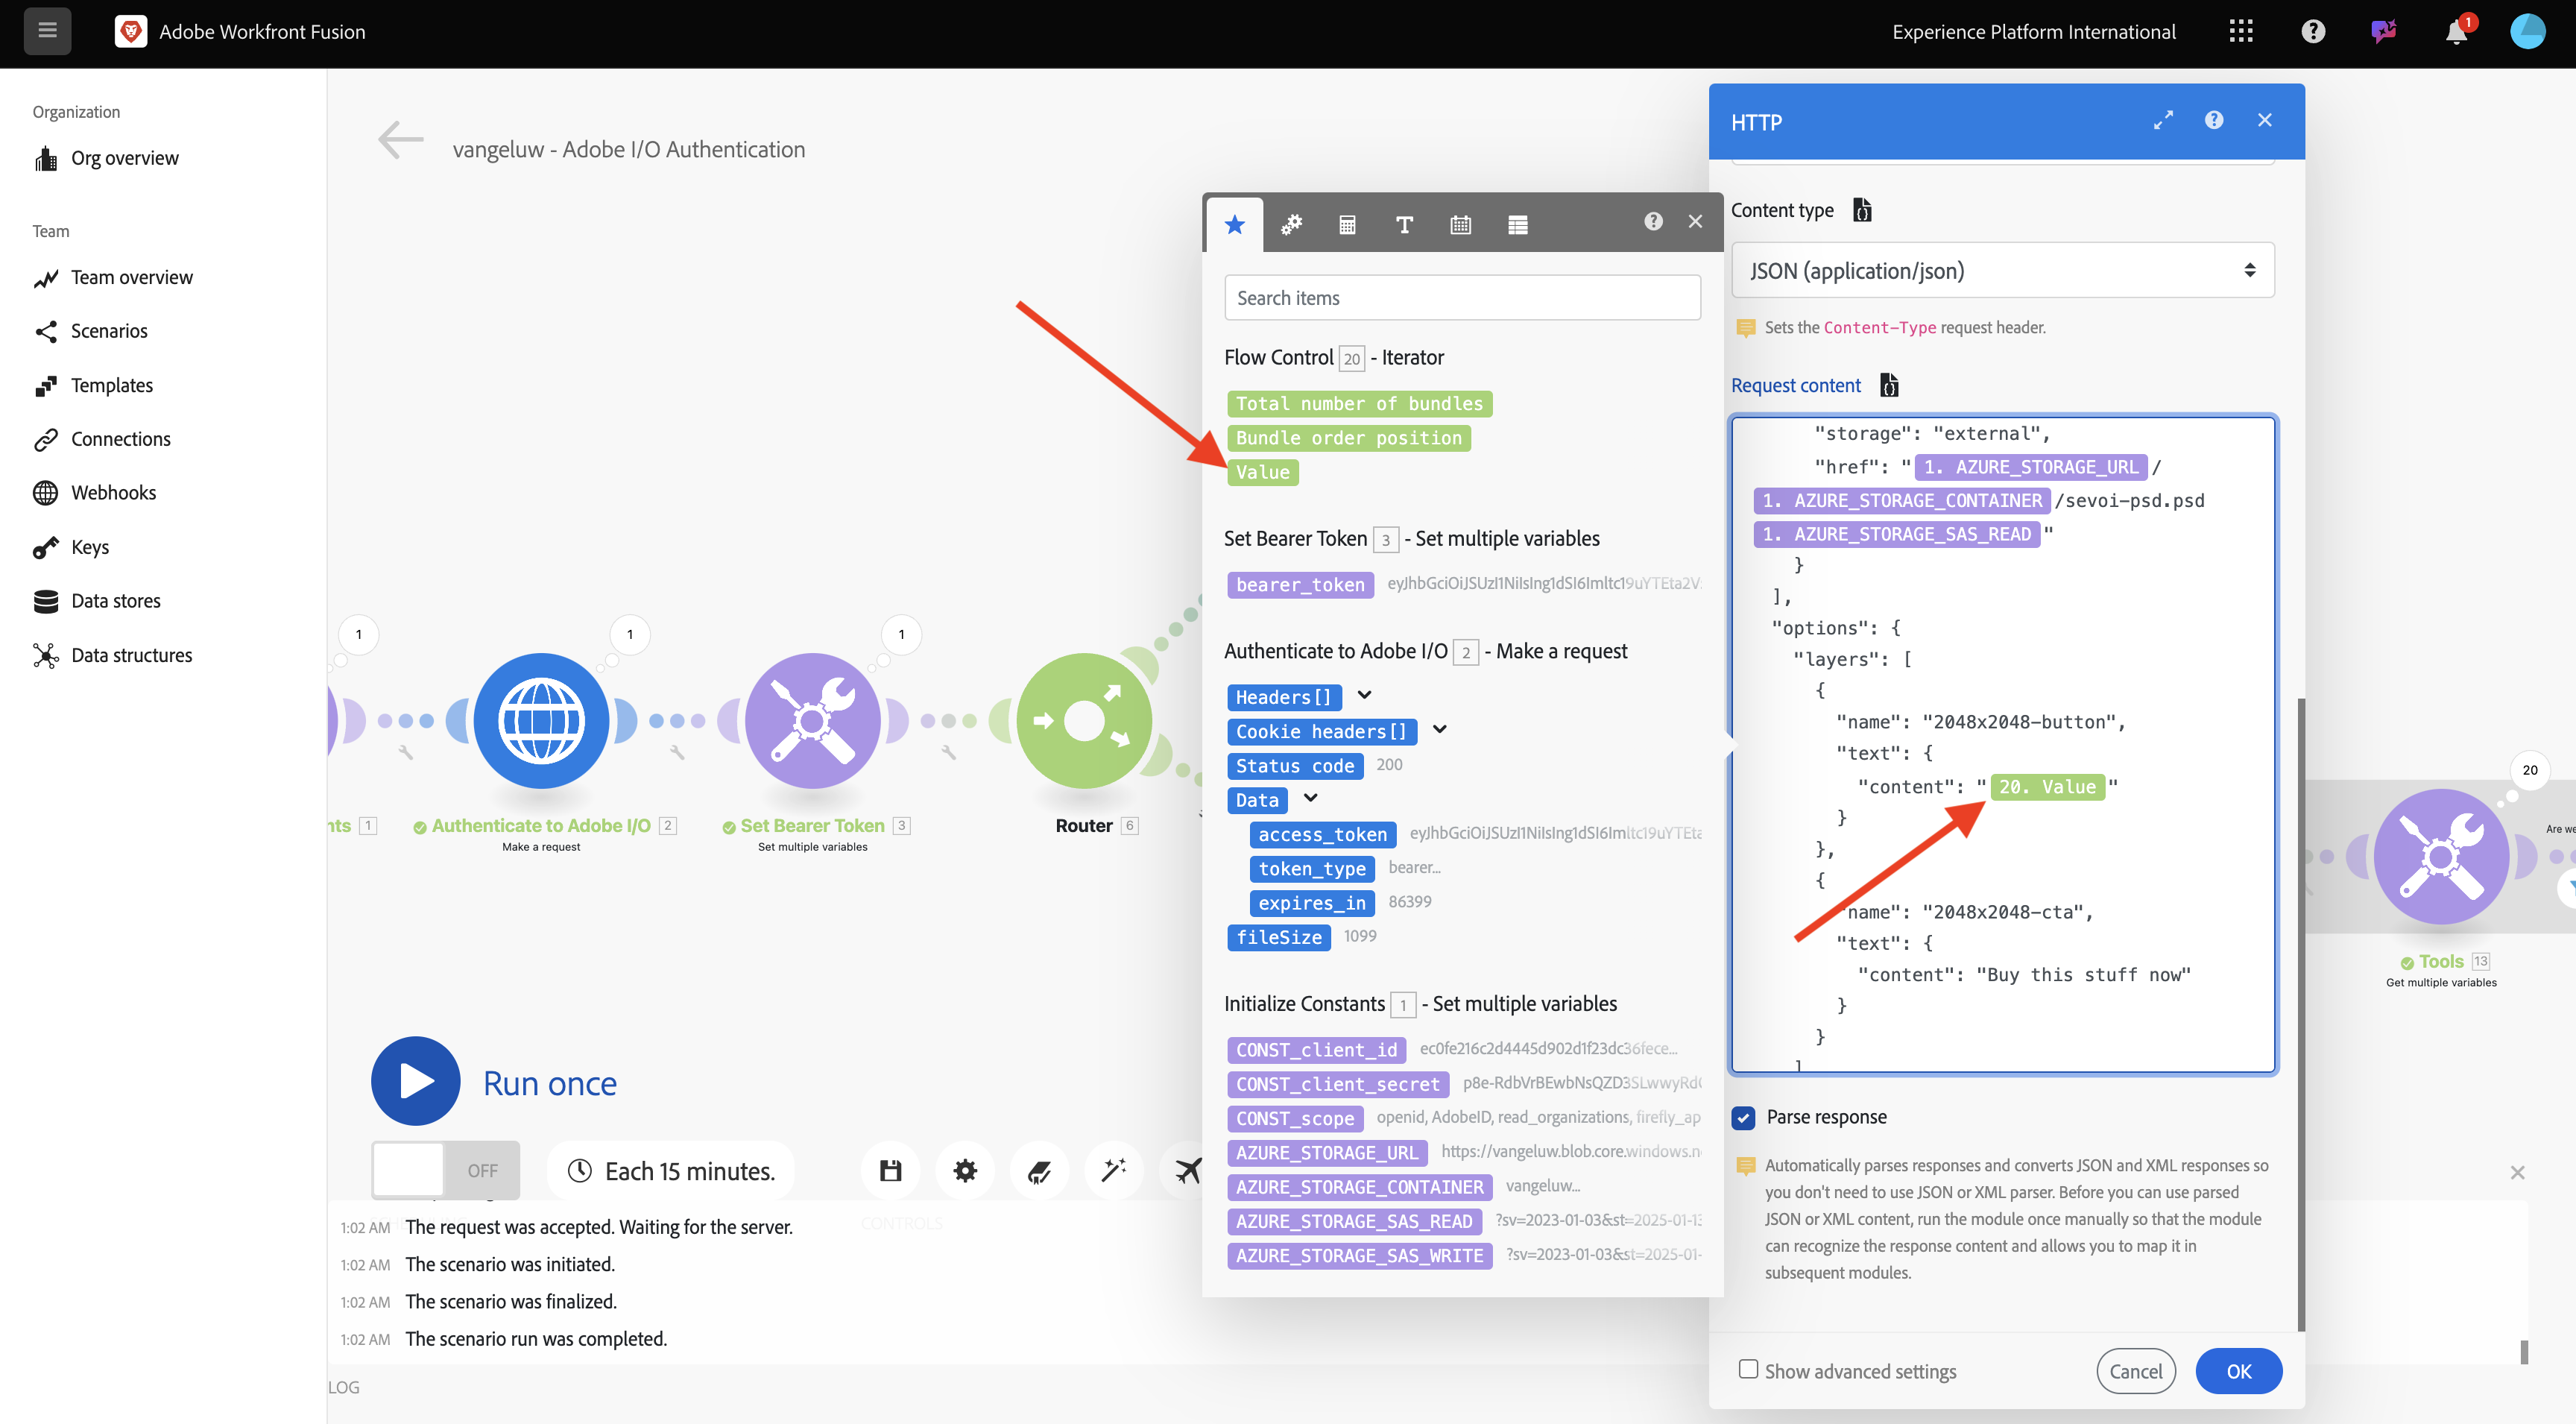 Adobe Workfront Fusion
Experience Platform International
1
Organization
Org overview
Team
Team overview
Scenarios
Templates
Connections
Webhooks
Keys
Data stores
Data structures
vangeluw - Adobe I/O Authentication
1
1
1
nts 1
Authenticate to Adobe I/O 2
Make a request
Set Bearer Token 3
Set multiple variables
Router 6
Run once
OFF
Each 15 minutes.
CONTROLS
1:02 AM The request was accepted. Waiting for the server.
1:02 AM The scenario was initiated.
1:02 AM The scenario was finalized.
1:02 AM The scenario run was completed.
LOG
Search items
Flow Control 20 - Iterator
Total number of bundles
Bundle order position
Value
Set Bearer Token 3 - Set multiple variables
bearer_token
Authenticate to Adobe I/O 2 - Make a request
Headers[]
Cookie headers[]
Status code 200
Data
access_token
token_type bearer...
expires_in 86399
fileSize 1099
Initialize Constants 1 - Set multiple variables
CONST_client_id ec0fe216c2d4445d902d1f23dc36fece...
CONST_client_secret
CONST_scope openid, AdobeID, read_organizations, firefly_ap
AZURE_STORAGE_URL https://vangeluw.blob.core.windows.n
AZURE_STORAGE_CONTAINER vangeluw...
AZURE_STORAGE_SAS_READ ?sv=2023-01-03&st=2025-01-13
AZURE_STORAGE_SAS_WRITE ?sv=2023-01-03&st=2025-01-
HTTP
Content type
JSON (application/json)
Sets the Content-Type request header.
Request content
"storage": "external",
"href": "1. AZURE_STORAGE_URL/
1. AZURE_STORAGE_CONTAINER/sevoi-psd.psd
1. AZURE_STORAGE_SAS_READ"
}
],
"options": {
"layers": [
{
"name": "2048x2048-button",
"text": {
"content": "20. Value"
}
},
{
name": "2048x2048-cta",
"text": {
"content": "Buy this stuff now"
}
}
]
Parse response
Automatically parses responses and converts JSON and XML responses so
you don't need to use JSON or XML parser. Before you can use parsed
JSON or XML content, run the module once manually so that the module
can recognize the response content and allows you to map it in
subsequent modules.
Show advanced settings
Cancel
OK
20
Are we
Tools 13
Get multiple variables